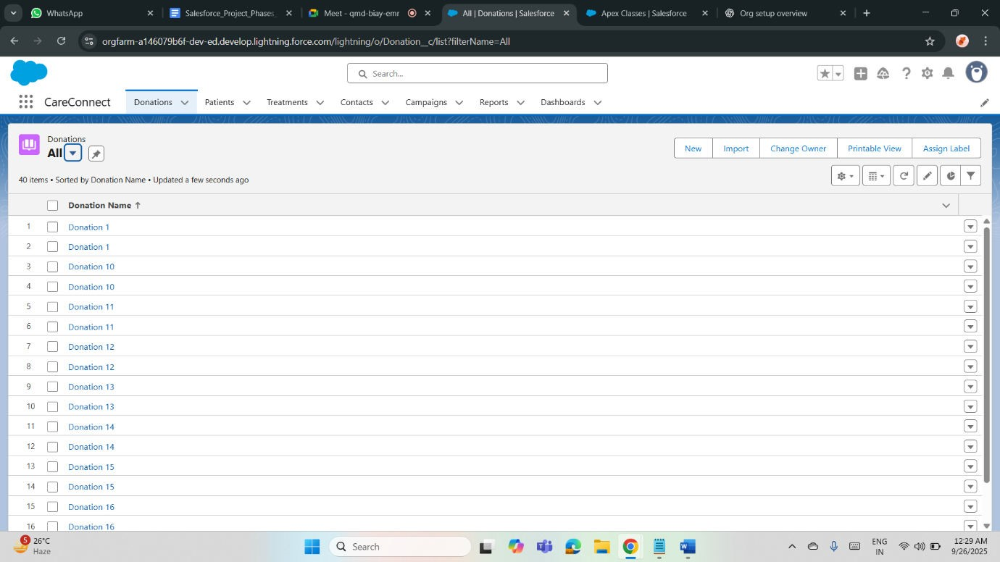 WhatsApp
Salesforce_Project_Phases_
Meet - qmd-biay-emr
All | Donations | Salesforce
Apex Classes | Salesforce
Org setup overview
orgfarm-a146079b6f-dev-ed.develop.lightning.force.com/lightning/o/Donation__c/list?filterName=All
Search...
CareConnect
Donations
Patients
Treatments
Contacts
Campaigns
Reports
Dashboards
Donations
All
New
Import
Change Owner
Printable View
Assign Label
40 items • Sorted by Donation Name • Updated a few seconds ago
Donation Name ↑
1 Donation 1
2 Donation 1
3 Donation 10
4 Donation 10
5 Donation 11
6 Donation 11
7 Donation 12
8 Donation 12
9 Donation 13
10 Donation 13
11 Donation 14
12 Donation 14
13 Donation 15
14 Donation 15
15 Donation 16
16 Donation 16
5
26°C
Haze
Search
ENG
IN
12:29 AM
9/26/2025